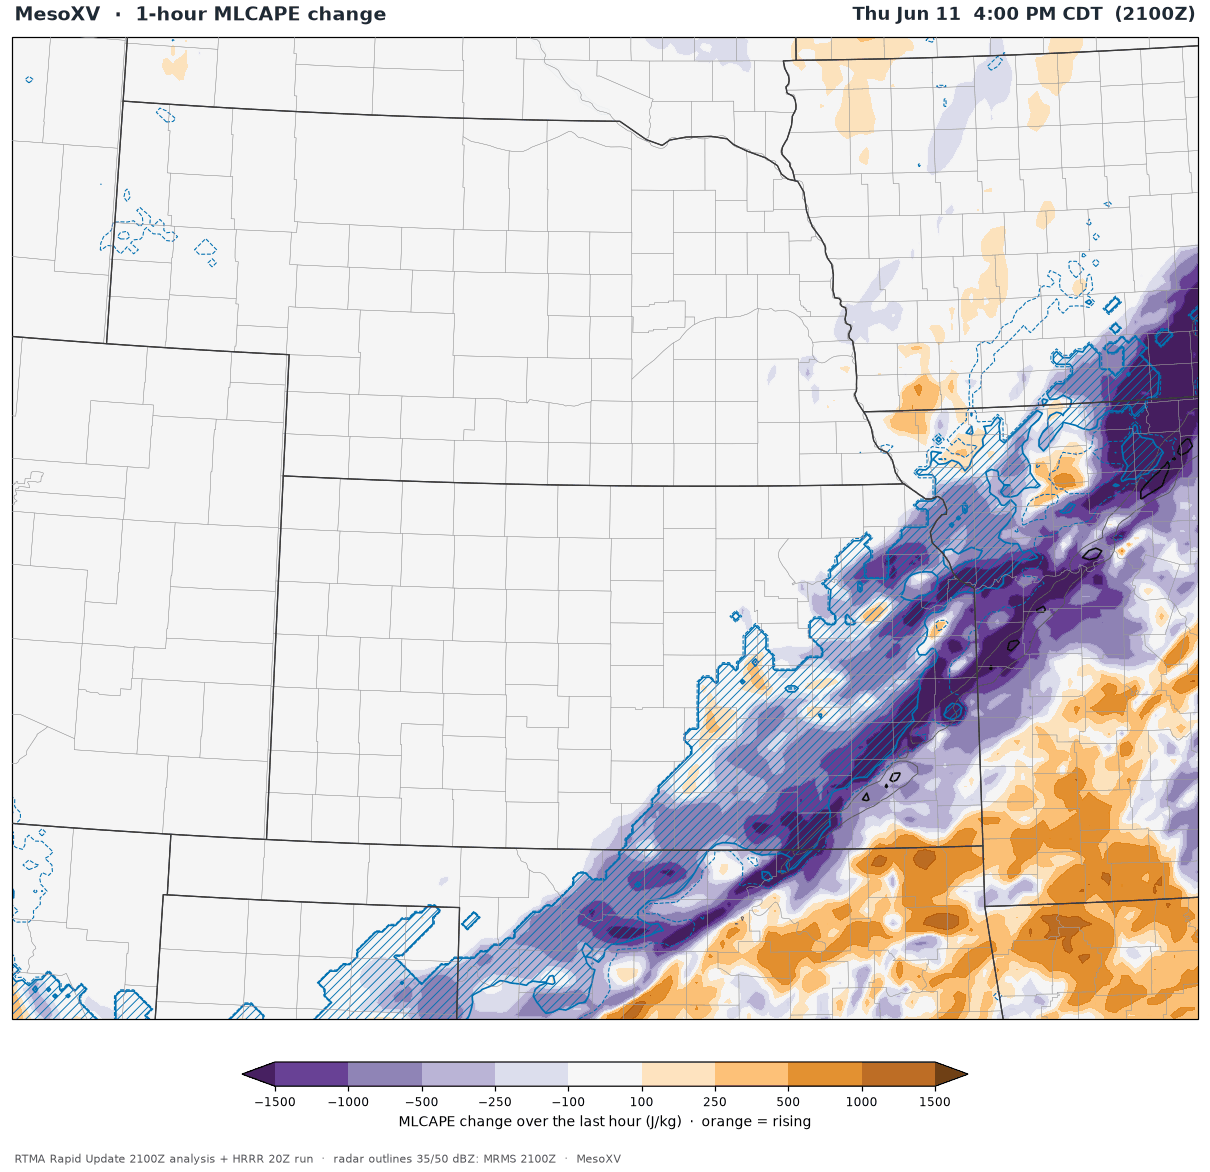 MesoXV · 1-hour MLCAPE change
Thu Jun 11 4:00 PM CDT (2100Z)
−1500 −1000 −500 −250 −100 100 250 500 1000 1500
MLCAPE change over the last hour (J/kg) · orange = rising
RTMA Rapid Update 2100Z analysis + HRRR 20Z run · radar outlines 35/50 dBZ: MRMS 2100Z · MesoXV